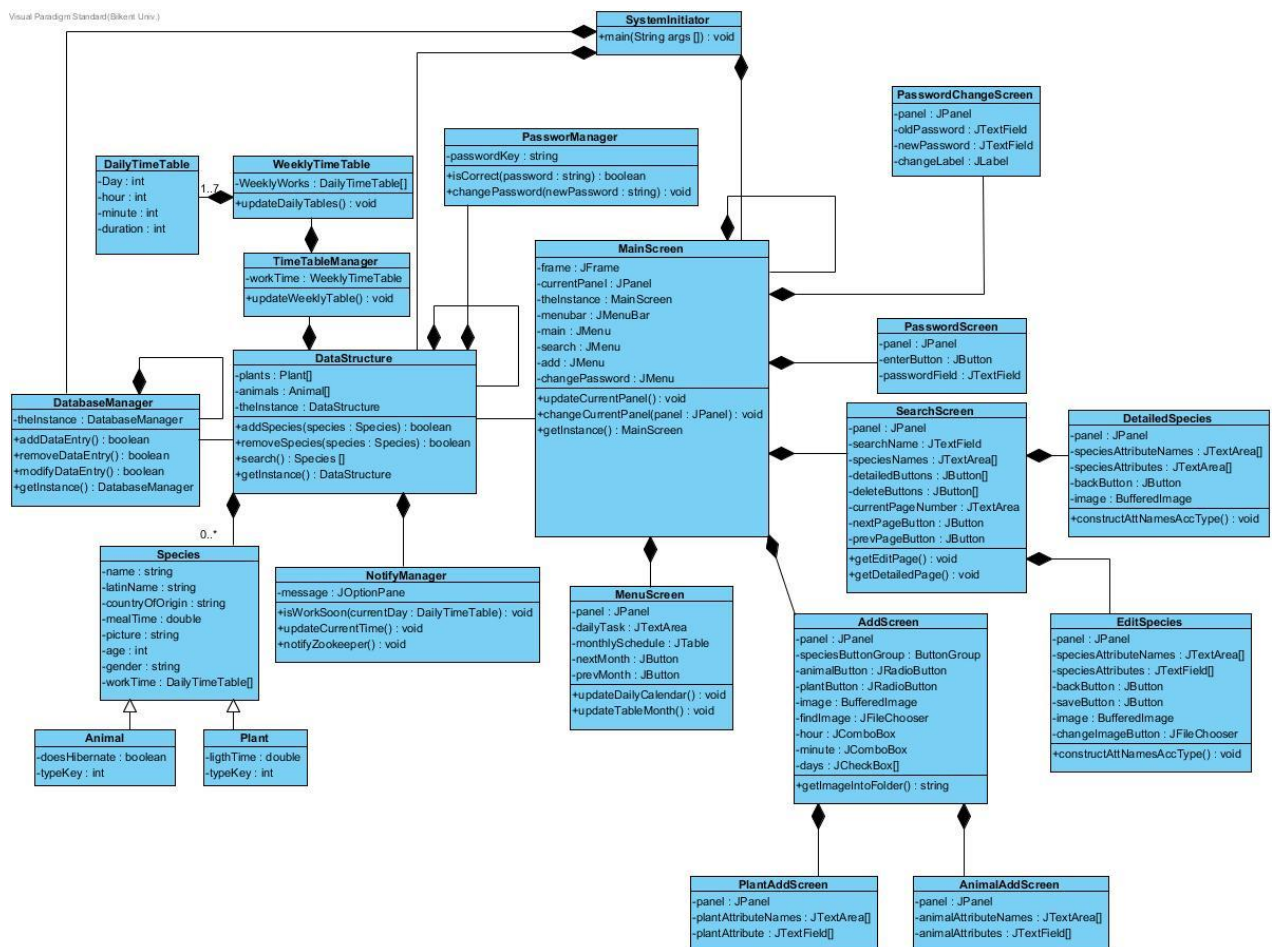 Visual Paradigm Standard(Bilkent Univ.)
SystemInitiator
+main(String args []) : void
PasswordChangeScreen
-panel : JPanel
-oldPassword : JTextField
-newPassword : JTextField
-changeLabel : JLabel
PassworManager
-passwordKey : string
+isCorrect(password : string) : boolean
+changePassword(newPassword : string) : void
DailyTimeTable
-Day : int
-hour : int
-minute : int
-duration : int
1..7
WeeklyTimeTable
-WeeklyWorks : DailyTimeTable[]
+updateDailyTables() : void
TimeTableManager
-workTime : WeeklyTimeTable
+updateWeeklyTable() : void
MainScreen
-frame : JFrame
-currentPanel : JPanel
-theInstance : MainScreen
-menubar : JMenuBar
-main : JMenu
-search : JMenu
-add : JMenu
-changePassword : JMenu
+updateCurrentPanel() : void
+changeCurrentPanel(panel : JPanel) : void
+getInstance() : MainScreen
PasswordScreen
-panel : JPanel
-enterButton : JButton
-passwordField : JTextField
DataStructure
-plants : Plant[]
-animals : Animal[]
-theInstance : DataStructure
+addSpecies(species : Species) : boolean
+removeSpecies(species : Species) : boolean
+search() : Species []
+getInstance() : DataStructure
DatabaseManager
-theInstance : DatabaseManager
+addDataEntry() : boolean
+removeDataEntry() : boolean
+modifyDataEntry() : boolean
+getInstance() : DatabaseManager
SearchScreen
-panel : JPanel
-searchName : JTextField
-speciesNames : JTextArea[]
-detailedButtons : JButton[]
-deleteButtons : JButton[]
-currentPageNumber : JTextArea
-nextPageButton : JButton
-prevPageButton : JButton
+getEditPage() : void
+getDetailedPage() : void
DetailedSpecies
-panel : JPanel
-speciesAttributeNames : JTextArea[]
-speciesAttributes : JTextArea[]
-backButton : JButton
-image : BufferedImage
+constructAttNamesAccType() : void
0..*
Species
-name : string
-latinName : string
-countryOfOrigin : string
-mealTime : double
-picture : string
-age : int
-gender : string
-workTime : DailyTimeTable[]
NotifyManager
-message : JOptionPane
+isWorkSoon(currentDay : DailyTimeTable) : void
+updateCurrentTime() : void
+notifyZookeeper() : void
MenuScreen
-panel : JPanel
-dailyTask : JTextArea
-monthlySchedule : JTable
-nextMonth : JButton
-prevMonth : JButton
+updateDailyCalendar() : void
+updateTableMonth() : void
AddScreen
-panel : JPanel
-speciesButtonGroup : ButtonGroup
-animalButton : JRadioButton
-plantButton : JRadioButton
-image : BufferedImage
-findImage : JFileChooser
-hour : JComboBox
-minute : JComboBox
-days : JCheckBox[]
+getImageIntoFolder() : string
EditSpecies
-panel : JPanel
-speciesAttributeNames : JTextArea[]
-speciesAttributes : JTextField[]
-backButton : JButton
-saveButton : JButton
-image : BufferedImage
-changeImageButton : JFileChooser
+constructAttNamesAccType() : void
Animal
-doesHibernate : boolean
-typeKey : int
Plant
-ligthTime : double
-typeKey : int
PlantAddScreen
-panel : JPanel
-plantAttributeNames : JTextArea[]
-plantAttribute : JTextField[]
AnimalAddScreen
-panel : JPanel
-animalAttributeNames : JTextArea[]
-animalAttributes : JTextField[]